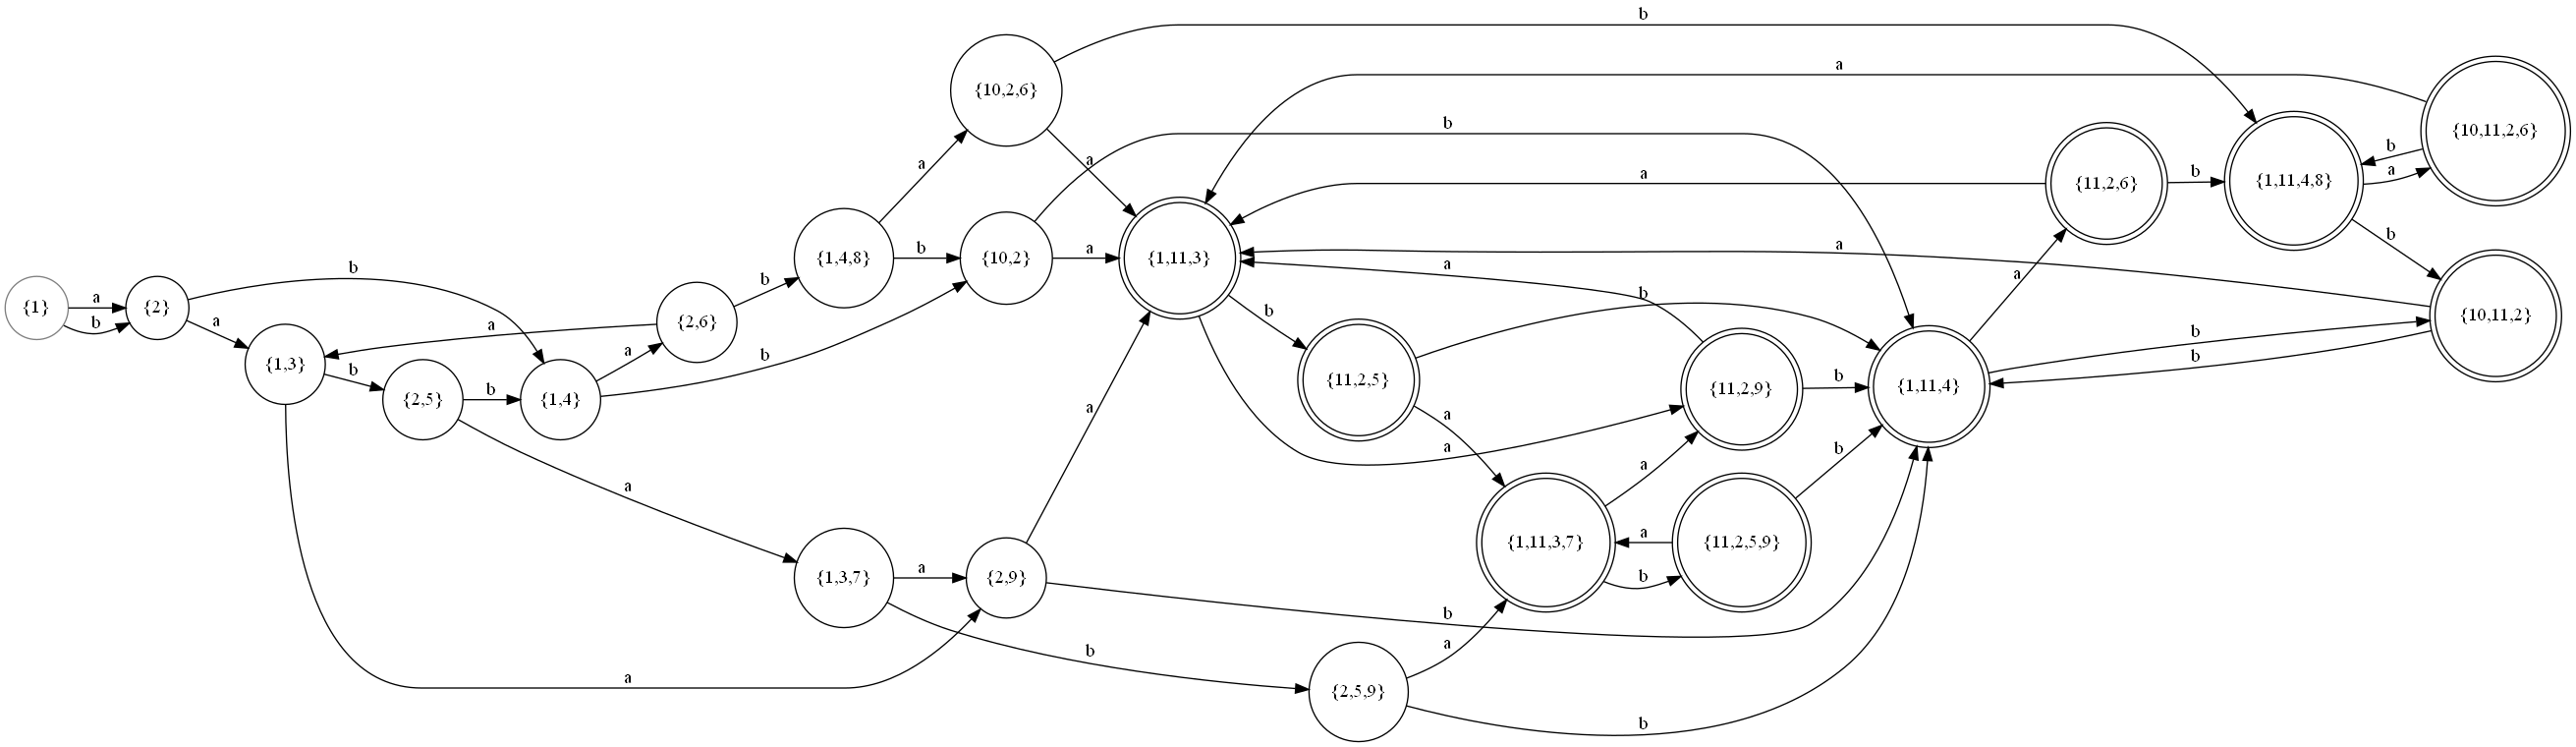 b
a
{10,2,6}
{10,11,2,6}
b
b
a
a
a
a
b
{11,2,6}
{1,11,4,8}
a
{1,4,8}
b
{10,2}
a
{1,11,3}
b
a
a
a
b
b
{1}
a
b
{2}
b
a
{2,6}
b
a
a
b
b
{10,11,2}
b
b
{1,3}
b
{2,5}
b
{1,4}
{11,2,5}
{11,2,9}
b
{1,11,4}
a
a
a
a
b
a
{1,3,7}
a
{2,9}
{1,11,3,7}
a
b
{11,2,5,9}
b
b
a
a
{2,5,9}
b